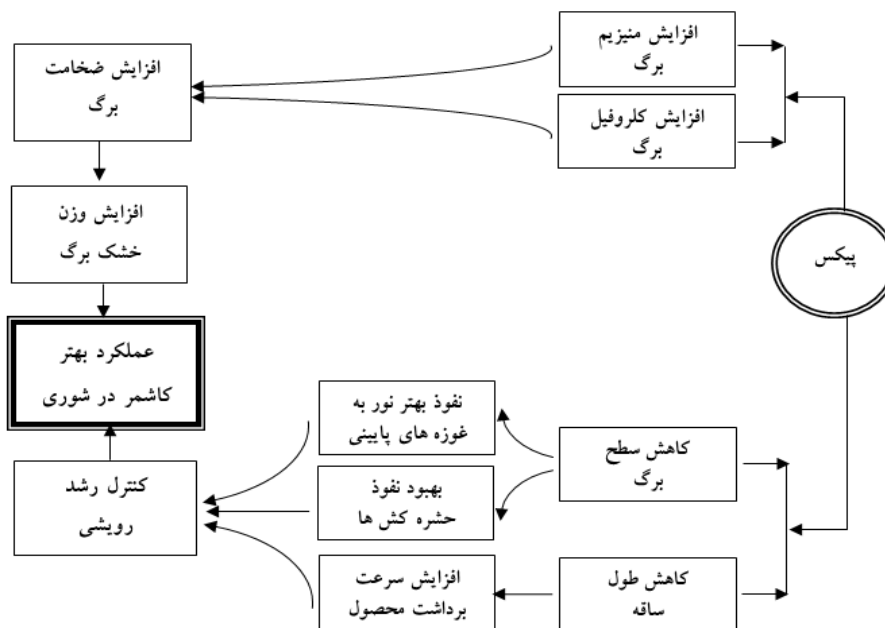 افزایش منیزیم
برگ
افزایش ضخامت
برگ
افزایش کلروفیل
برگ
افزایش وزن
خشک برگ
پیکس
عملکرد بهتر
کاشمر در شوری
نفوذ بهتر نور به
غوزه های پایینی
کاهش سطح
برگ
کنترل رشد
رویشی
بهبود نفوذ
حشره کش ها
کاهش طول
ساقه
افزایش سرعت
برداشت محصول